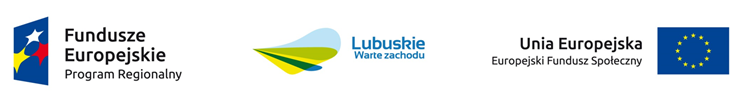 Fundusze
Europejskie
Program Regionalny
Lubuskie
Warte zachodu
Unia Europejska
Europejski Fundusz Społeczny